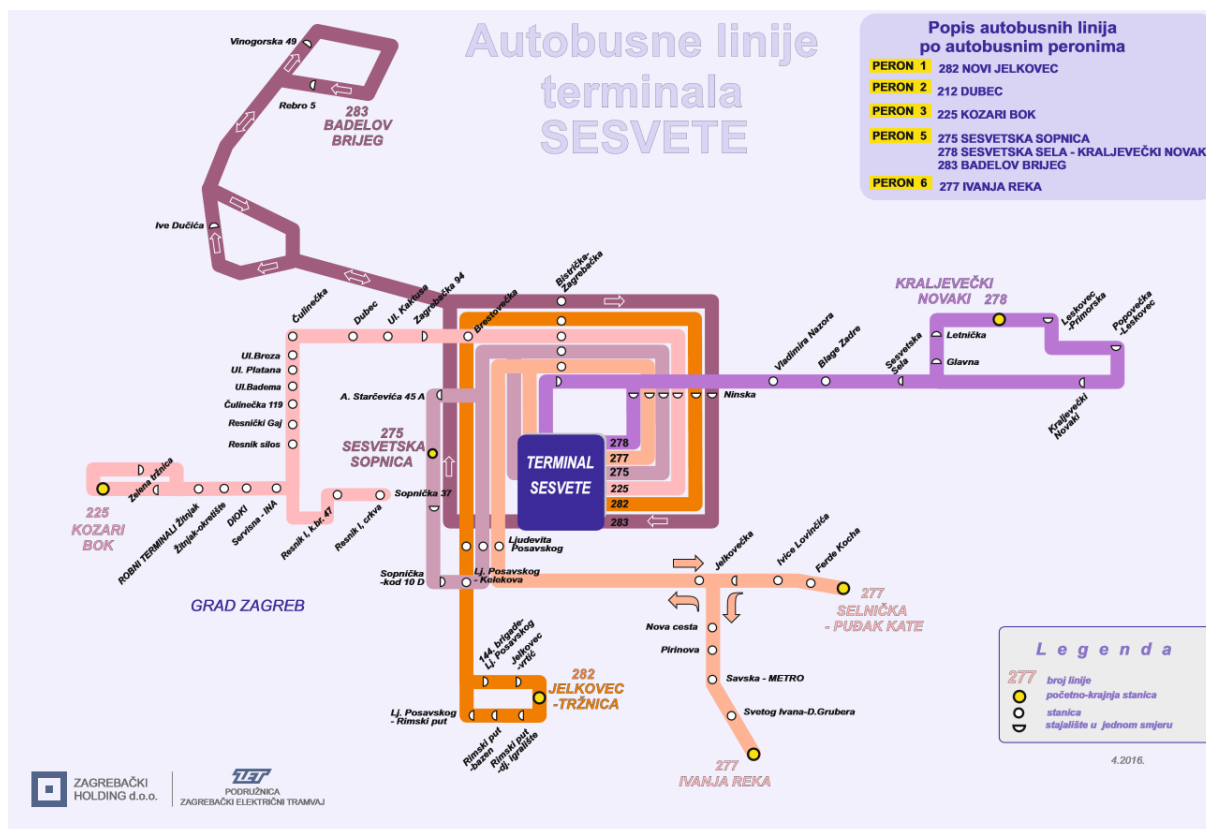 Autobusne linije
terminala
SESVETE
Popis autobusnih linija
po autobusnim peronima
PERON 1 282 NOVI JELKOVEC
PERON 2 212 DUBEC
PERON 3 225 KOZARI BOK
PERON 5 275 SESVETSKA SOPNICA
278 SESVETSKA SELA - KRALJEVEČKI NOVAK
283 BADELOV BRIJEG
PERON 6 277 IVANJA REKA
Vinogorska 49
Rebro 5
283
BADELOV
BRIJEG
Ive Dučića
Čulinečka
Dubec
Ul. Kaktusa
Zagrebačka 94
Brestovečka
Bistrička-
Zagrebačka
KRALJEVEČKI
NOVAKI 278
Leskovec
-Primorska
Popovečka
-Leskovec
Letnička
Glavna
Vladimira Nazora
Blage Zadre
Sesvetska
Sela
Kraljevečki
Novaki
Ninska
Ul.Breza
Ul. Platana
Ul.Badema
Čulinečka 119
Resnički Gaj
Resnik silos
A. Starčevića 45 A
275
SESVETSKA
SOPNICA
TERMINAL
SESVETE
278
277
275
225
282
283
Zelena tržnica
225
KOZARI
BOK
ROBNI TERMINALI Žitnjak
Žitnjak-okretište
DIOKI
Servisna - INA
Resnik I, k.br. 47
Resnik I, crkva
Sopnička 37
Sopnička
-kod 10 D
Ljudevita
Posavskog
Lj. Posavskog
- Kelekova
GRAD ZAGREB
Jelkovečka
Ivice Lovinčića
Ferde Kocha
277
SELNIČKA
- PUĐAK KATE
Nova cesta
Pirinova
Savska - METRO
Svetog Ivana-D.Grubera
277
IVANJA REKA
144. brigade-
Lj. Posavskog
Jelkovec
-vrtić
282
JELKOVEC
-TRŽNICA
Lj. Posavskog
- Rimski put
Rimski put
-bazen
Rimski put
-dj. igralište
Legenda
277 broj linije
početno-krajnja stanica
stanica
stajalište u jednom smjeru
4.2016.
ZAGREBAČKI
HOLDING d.o.o.
ZET
PODRUŽNICA
ZAGREBAČKI ELEKTRIČNI TRAMVAJ